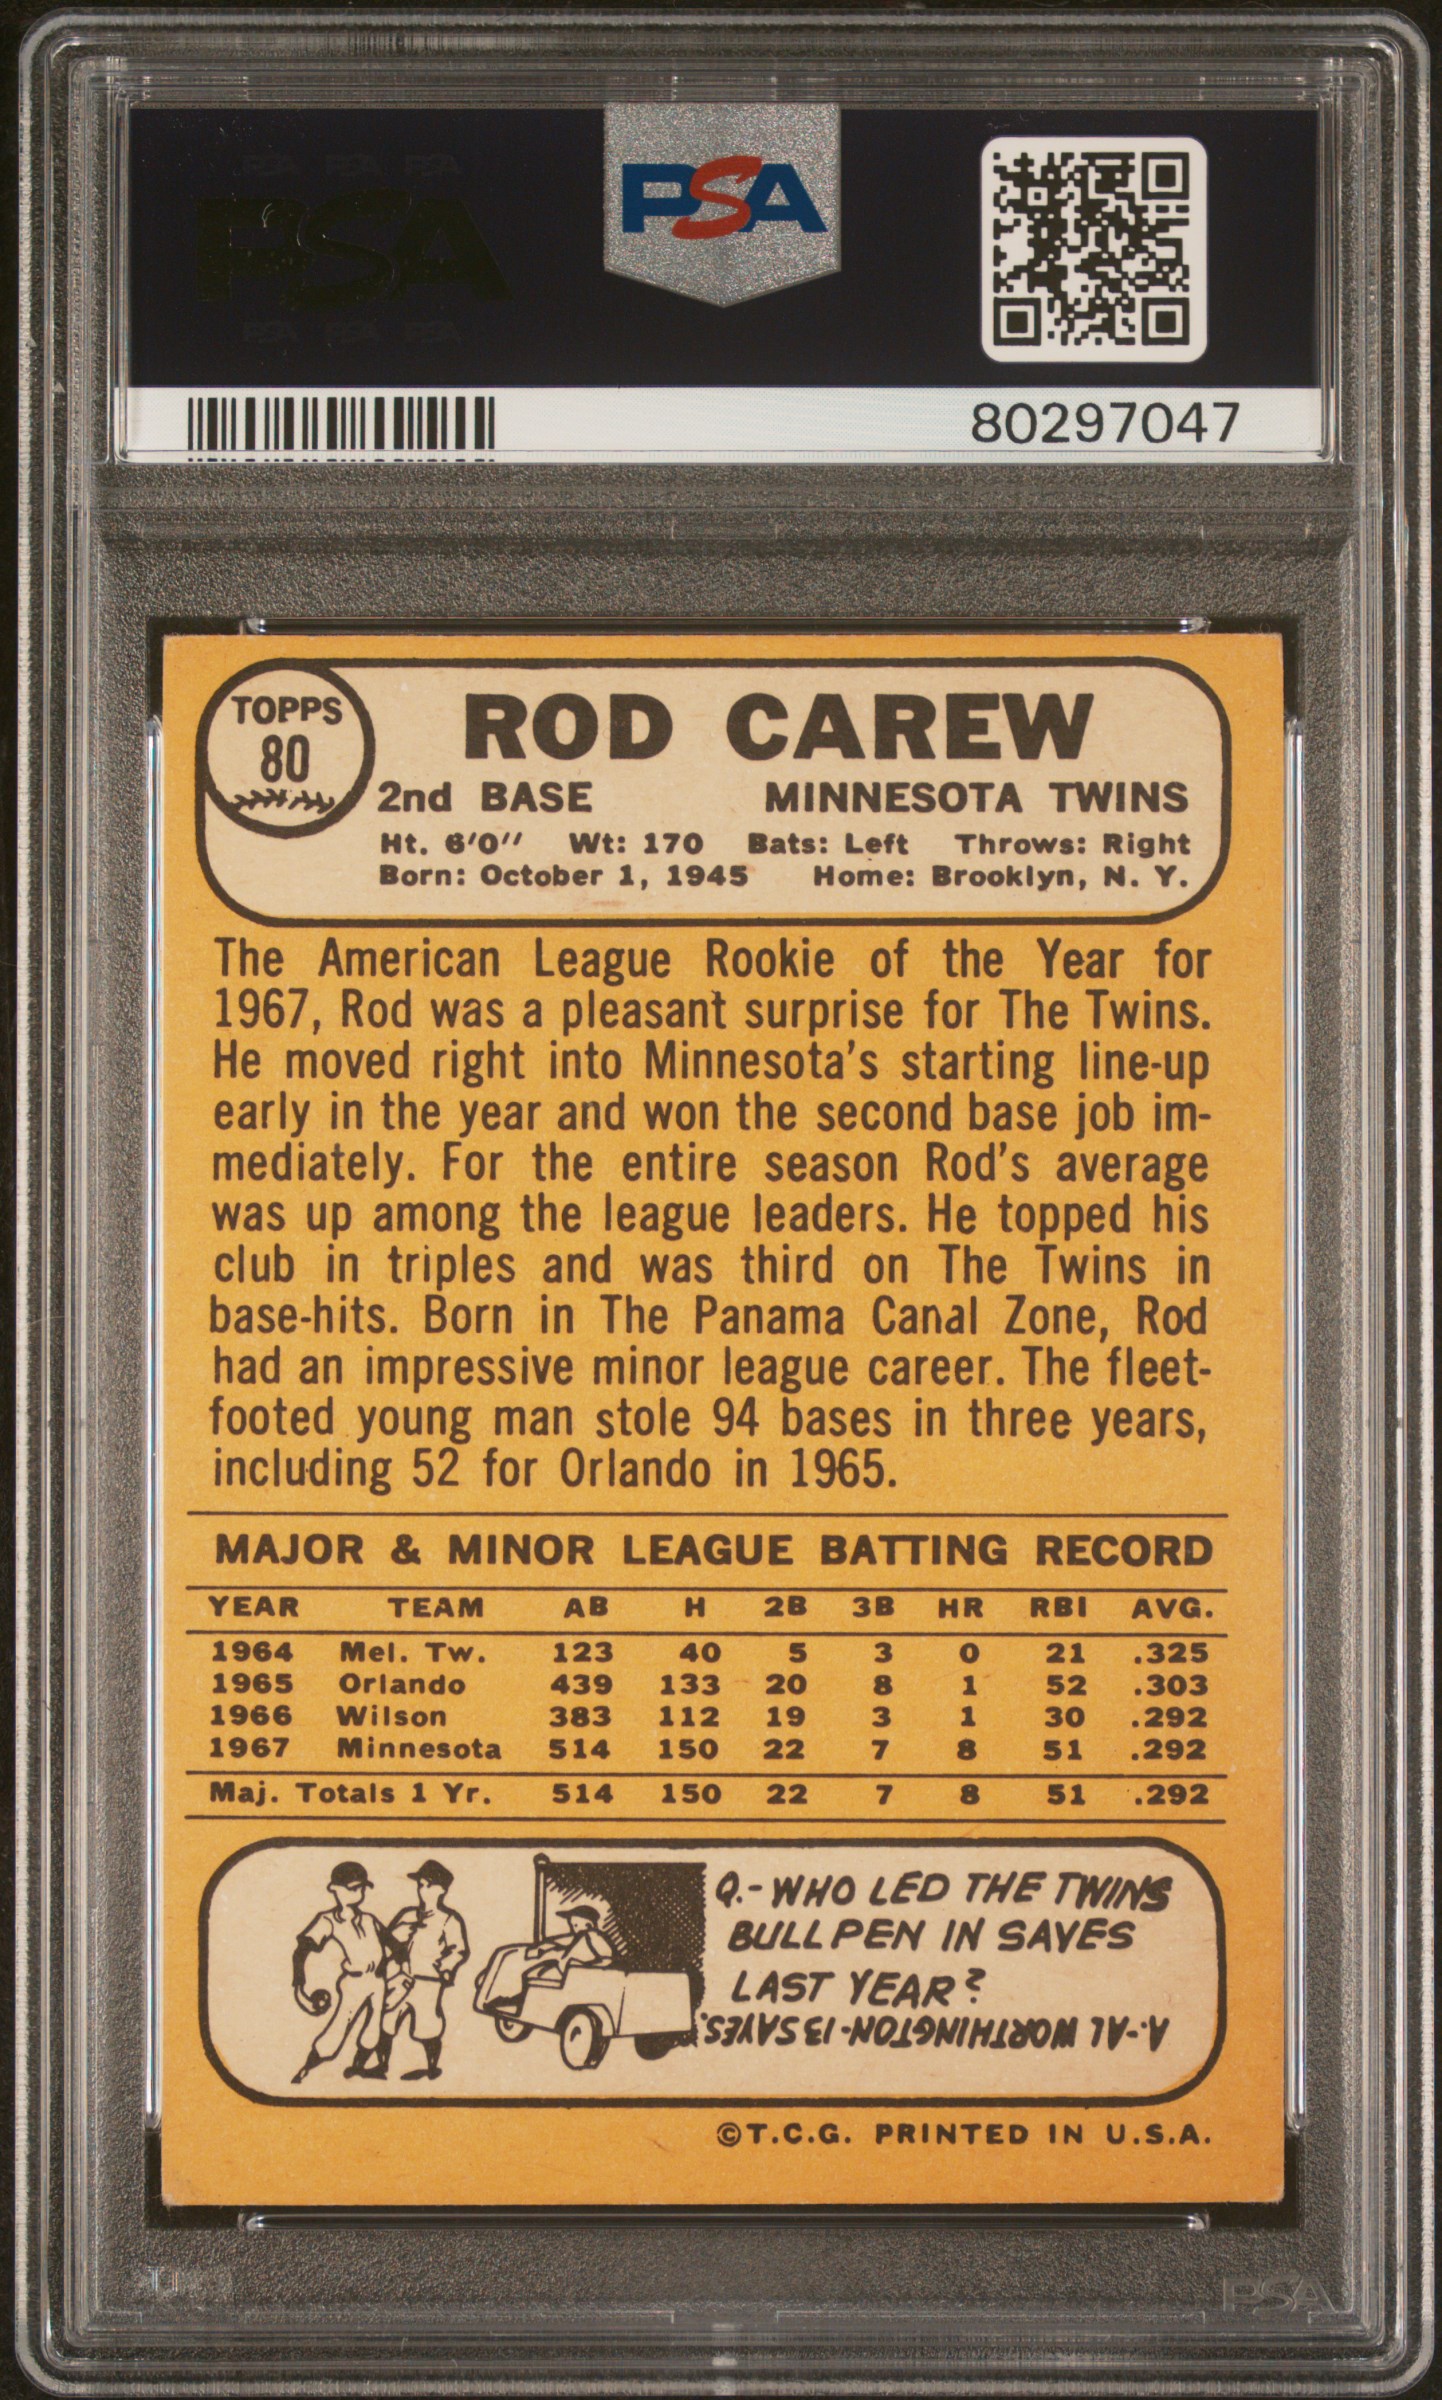 PSA PSA PSA
PSA
PSA PSA PSA
PSA
80297047
TOPPS
80
ROD CAREW
2nd BASE MINNESOTA TWINS
Ht. 6'0" Wt: 170 Bats: Left Throws: Right
Born: October 1, 1945 Home: Brooklyn, N. Y.
The American League Rookie of the Year for
1967, Rod was a pleasant surprise for The Twins.
He moved right into Minnesota's starting line-up
early in the year and won the second base job im-
mediately. For the entire season Rod's average
was up among the league leaders. He topped his
club in triples and was third on The Twins in
base-hits. Born in The Panama Canal Zone, Rod
had an impressive minor league career. The fleet-
footed young man stole 94 bases in three years,
including 52 for Orlando in 1965.
MAJOR & MINOR LEAGUE BATTING RECORD
YEAR TEAM AB H 2B 3B HR RBI AVG.
1964 Mel. Tw. 123 40 5 3 0 21 .325
1965 Orlando 439 133 20 8 1 52 .303
1966 Wilson 383 112 19 3 1 30 .292
1967 Minnesota 514 150 22 7 8 51 .292
Maj. Totals 1 Yr. 514 150 22 7 8 51 .292
Q.-WHO LED THE TWINS
BULLPEN IN SAVES
LAST YEAR?
A.-AL WORTHINGTON-13 SAVES.
©T.C.G. PRINTED IN U.S.A.
PSA